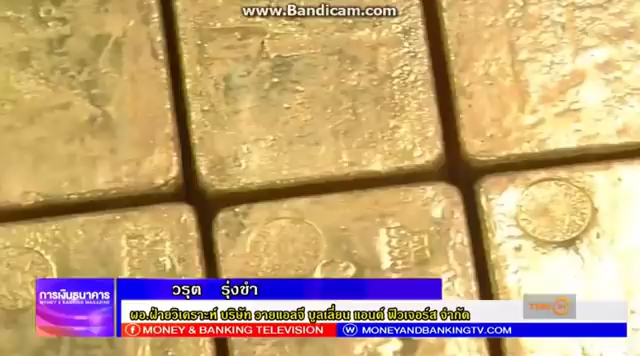 www.Bandicam.com
การเงินธนาคาร
MONEY & BANKING MAGAZINE
วรุต รุ่งขำ
ผอ.ฝ่ายวิเคราะห์ บริษัท วายแอลจี บูลเลี่ยน แอนด์ ฟิวเจอร์ส จำกัด
MONEY & BANKING TELEVISION
MONEYANDBANKINGTV.COM